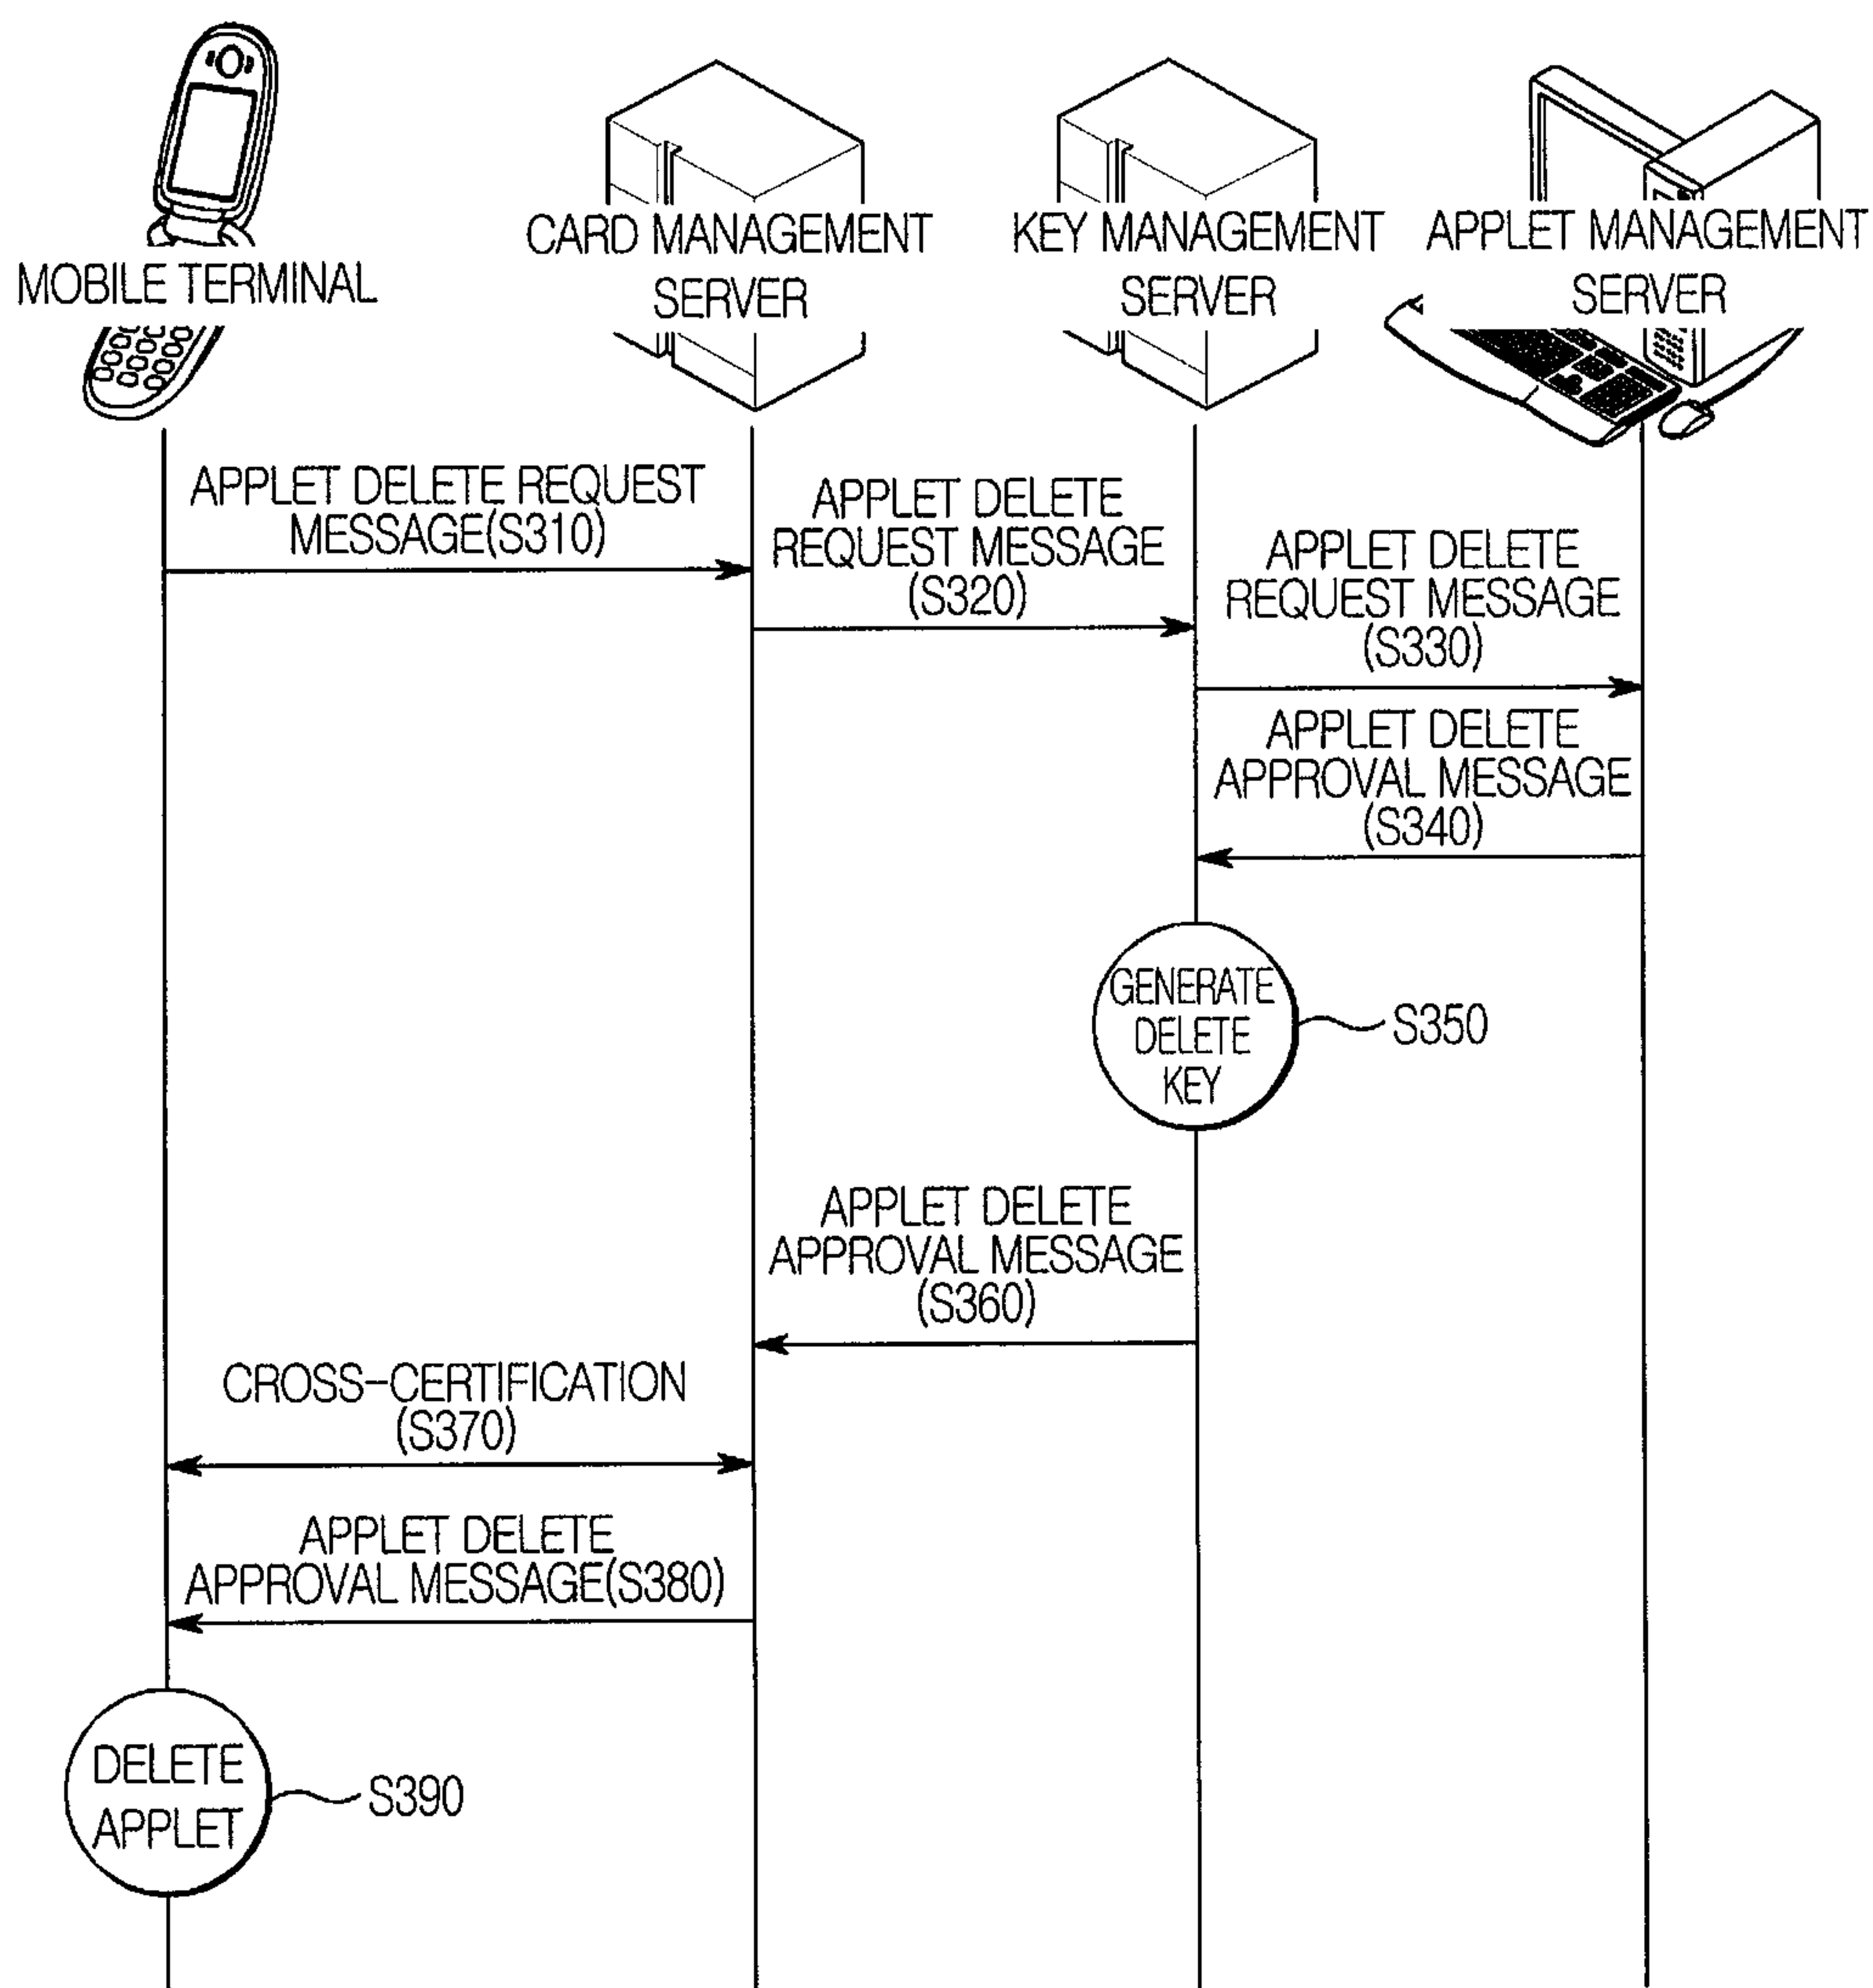 MOBILE TERMINAL
CARD MANAGEMENT
SERVER
KEY MANAGEMENT
SERVER
APPLET MANAGEMENT
SERVER
APPLET DELETE REQUEST
MESSAGE(S310)
APPLET DELETE
REQUEST MESSAGE
(S320)
APPLET DELETE
REQUEST MESSAGE
(S330)
APPLET DELETE
APPROVAL MESSAGE
(S340)
GENERATE
DELETE
KEY
S350
APPLET DELETE
APPROVAL MESSAGE
(S360)
CROSS-CERTIFICATION
(S370)
APPLET DELETE
APPROVAL MESSAGE(S380)
DELETE
APPLET
S390